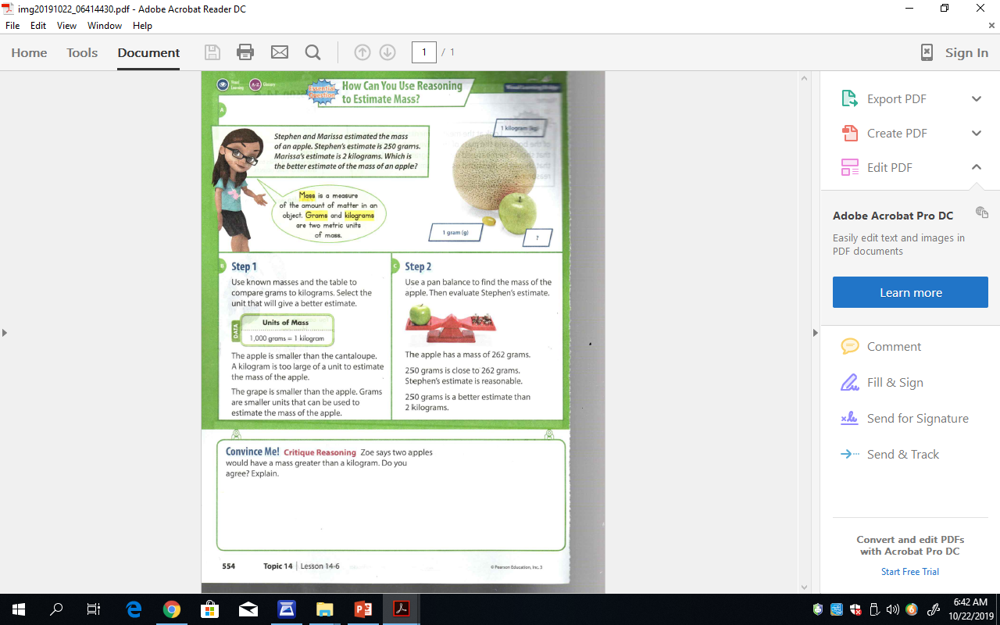 img20191022_06414430.pdf - Adobe Acrobat Reader DC
File Edit View Window Help
Home Tools Document 1 / 1 Sign In
A-Z Glossary
Essential Question
How Can You Use Reasoning
to Estimate Mass?
A
Stephen and Marissa estimated the mass
of an apple. Stephen's estimate is 250 grams.
Marissa's estimate is 2 kilograms. Which is
the better estimate of the mass of an apple?
1 kilogram (kg)
Mass is a measure
of the amount of matter in an
object. Grams and kilograms
are two metric units
of mass.
1 gram (g)
?
B Step 1
Use known masses and the table to
compare grams to kilograms. Select the
unit that will give a better estimate.
DATA
Units of Mass
1,000 grams = 1 kilogram
The apple is smaller than the cantaloupe.
A kilogram is too large of a unit to estimate
the mass of the apple.
The grape is smaller than the apple. Grams
are smaller units that can be used to
estimate the mass of the apple.
C Step 2
Use a pan balance to find the mass of the
apple. Then evaluate Stephen's estimate.
The apple has a mass of 262 grams.
250 grams is close to 262 grams.
Stephen's estimate is reasonable.
250 grams is a better estimate than
2 kilograms.
Convince Me! Critique Reasoning Zoe says two apples
would have a mass greater than a kilogram. Do you
agree? Explain.
554 Topic 14 | Lesson 14-6 © Pearson Education, Inc. 3
Export PDF
Create PDF
Edit PDF
Adobe Acrobat Pro DC
Easily edit text and images in
PDF documents
Learn more
Comment
Fill & Sign
Send for Signature
Send & Track
Convert and edit PDFs
with Acrobat Pro DC
Start Free Trial
6:42 AM
10/22/2019